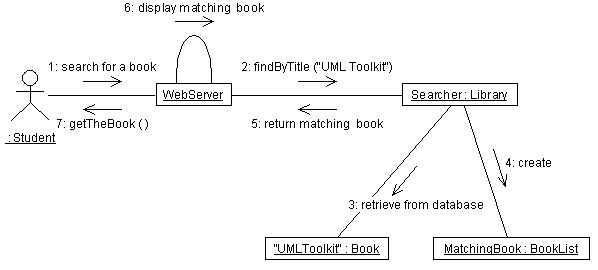 6: display matching book
1: search for a book
2: findByTitle ("UML Toolkit")
WebServer
Searcher : Library
7: getTheBook ( )
5: return matching book
: Student
4: create
3: retrieve from database
"UMLToolkit" : Book
MatchingBook : BookList